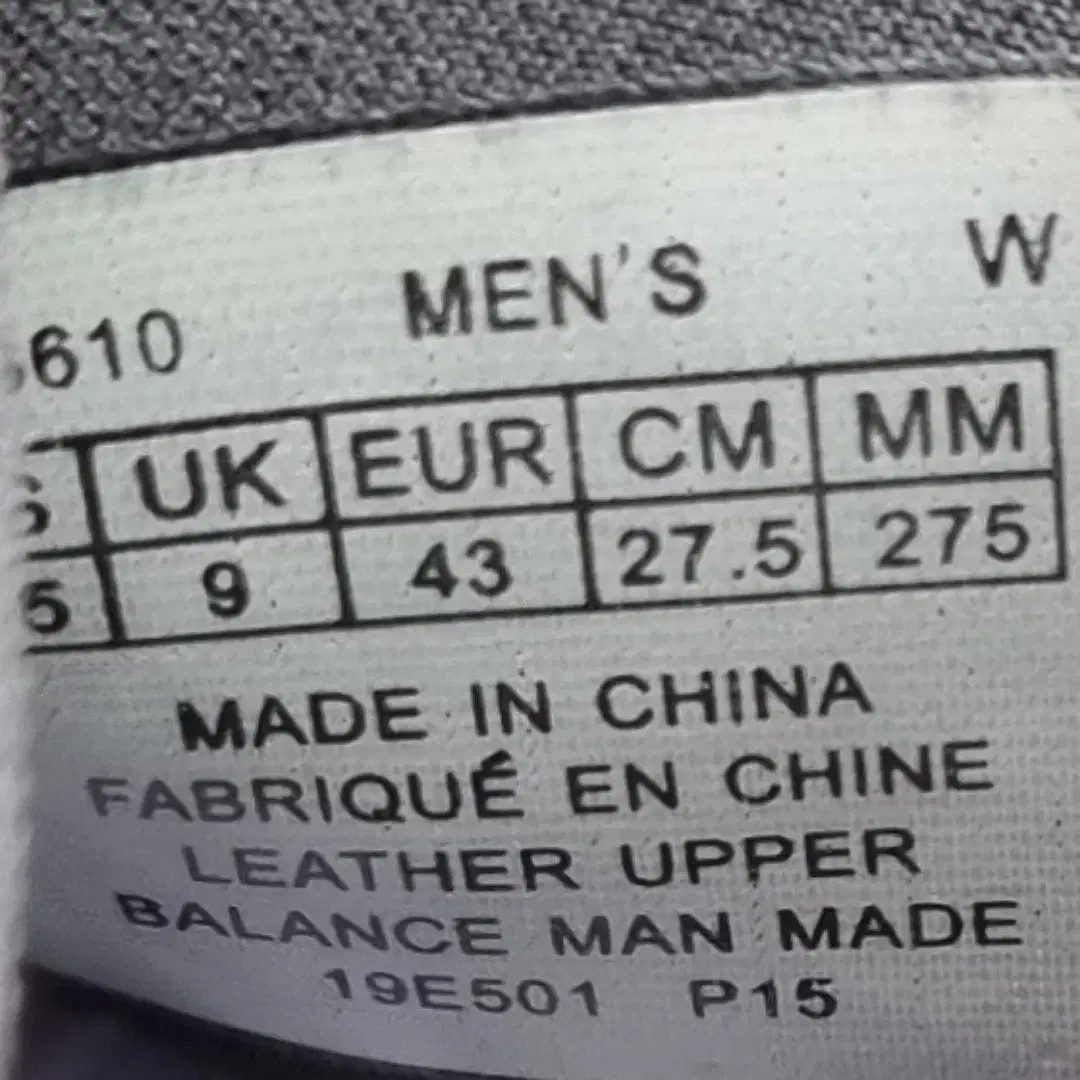 610 MEN'S W
UK EUR CM MM
5 9 43 27.5 275
MADE IN CHINA
FABRIQUÉ EN CHINE
LEATHER UPPER
BALANCE MAN MADE
19E501 P15